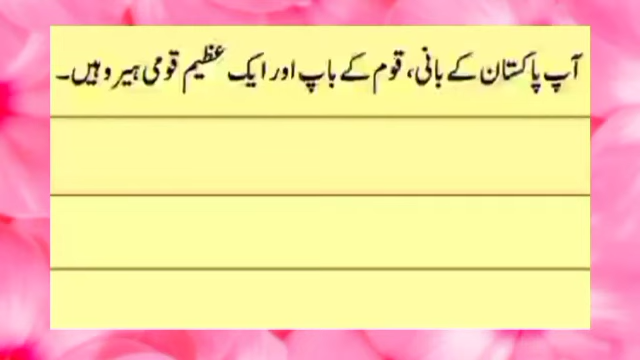 آپ پاکستان کے بانی، قوم کے باپ اور ایک عظیم قومی ہیرو ہیں۔